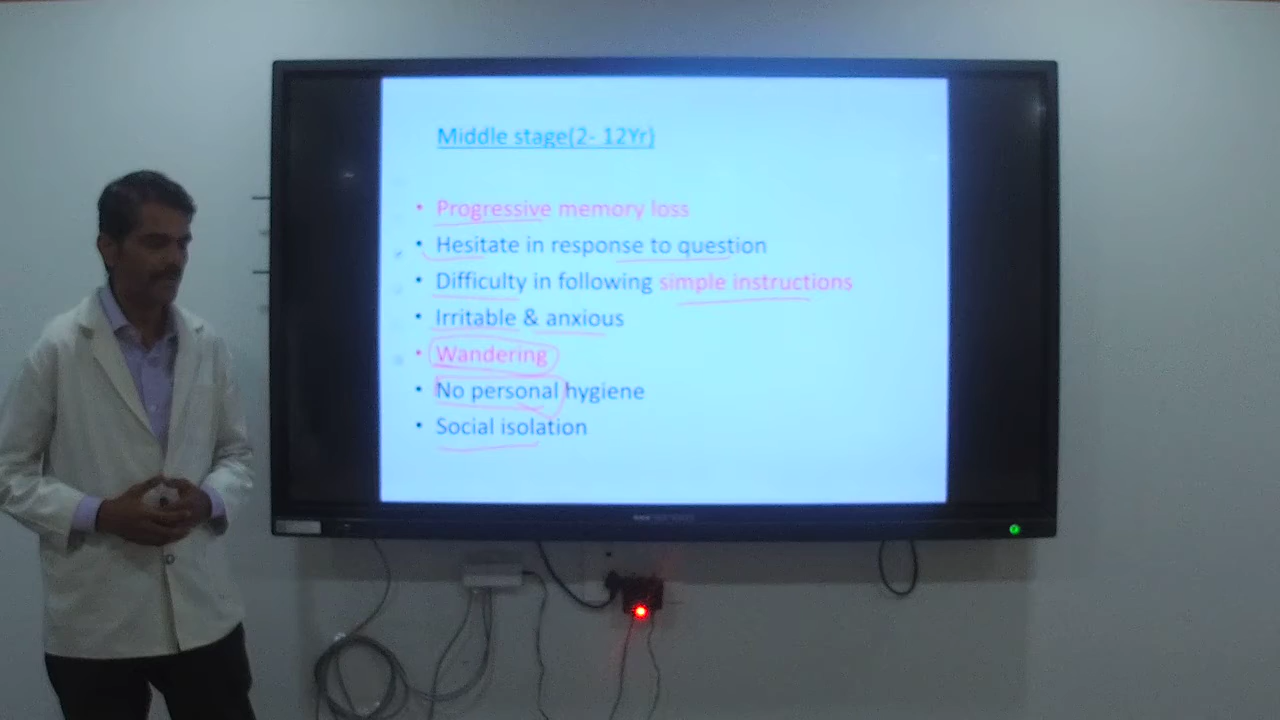 Middle stage(2- 12Yr)
• Progressive memory loss
• Hesitate in response to question
• Difficulty in following simple instructions
• Irritable & anxious
• Wandering
• No personal hygiene
• Social isolation